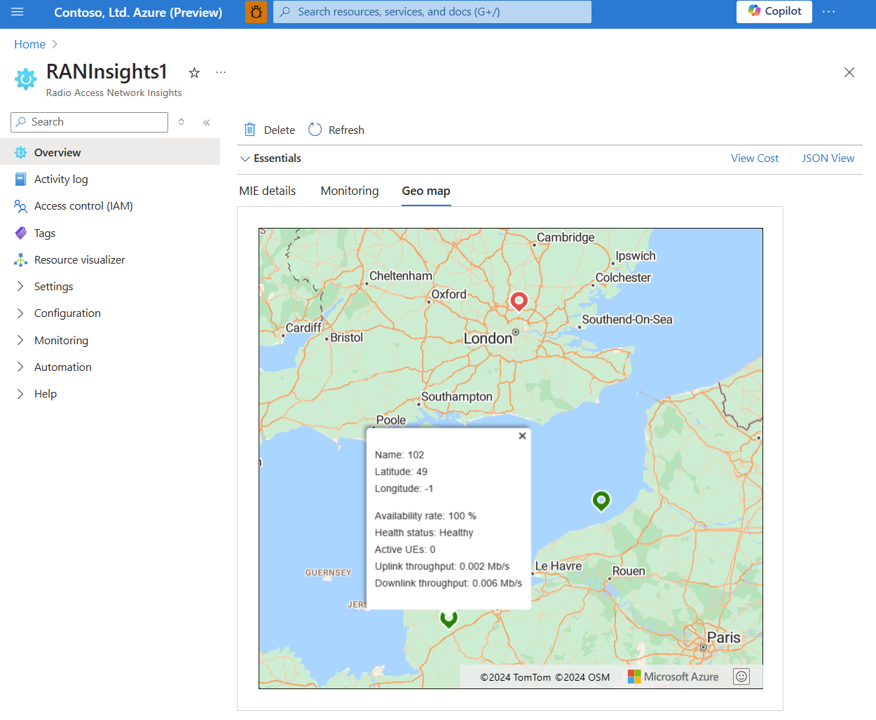 Contoso, Ltd. Azure (Preview)
Search resources, services, and docs (G+/)
Copilot
Home
RANInsights1
Radio Access Network Insights
Search
Delete
Refresh
Overview
Essentials
View Cost
JSON View
Activity log
MIE details
Monitoring
Geo map
Access control (IAM)
Tags
Resource visualizer
Settings
Configuration
Monitoring
Automation
Help
Cambridge
Ipswich
Cheltenham
Colchester
Oxford
Southend-On-Sea
Cardiff
Bristol
London
Southampton
Poole
Name: 102
Latitude: 49
Longitude: -1
Availability rate: 100 %
Health status: Healthy
Active UEs: 0
Uplink throughput: 0.002 Mb/s
Downlink throughput: 0.006 Mb/s
Le Havre
Rouen
GUERNSEY
Paris
©2024 TomTom ©2024 OSM
Microsoft Azure